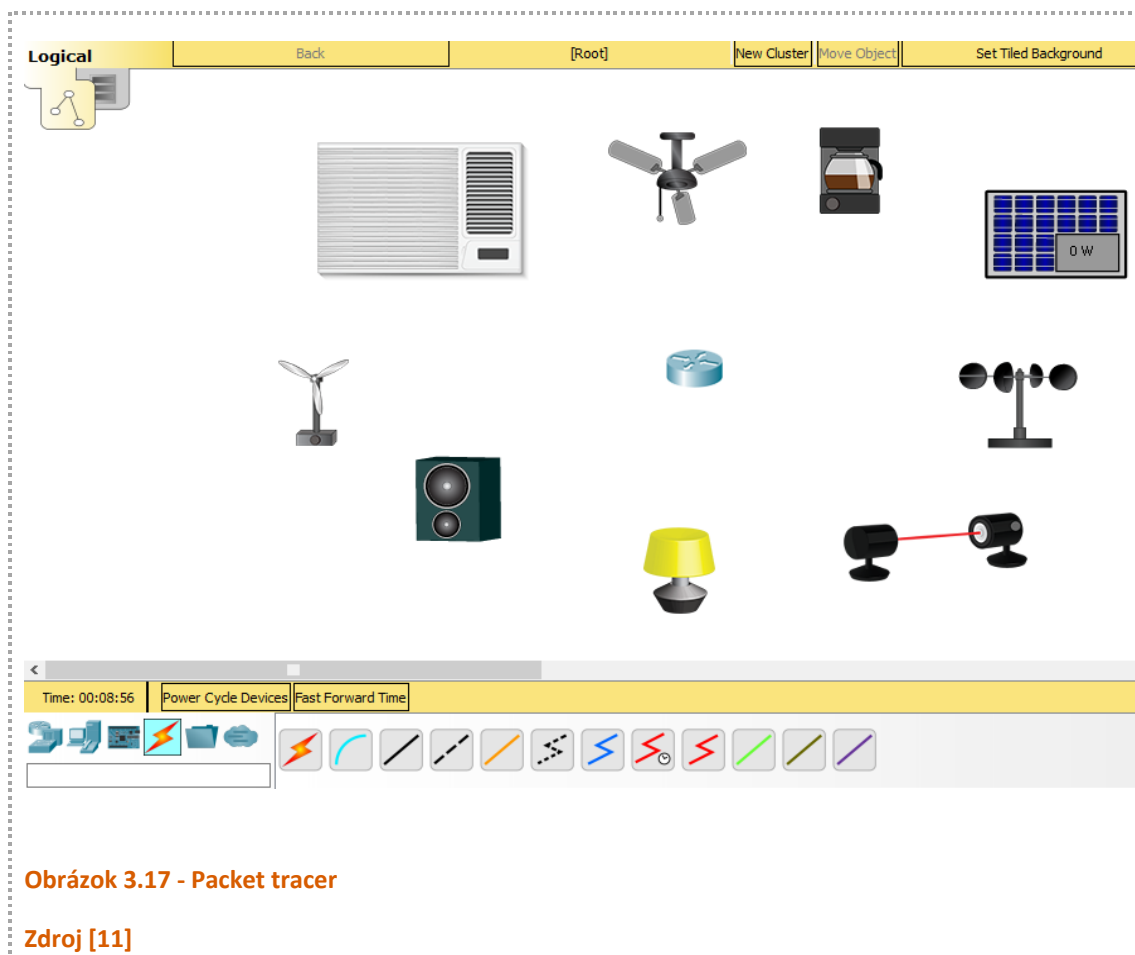 Logical Back [Root] New Cluster Move Object Set Tiled Background
0 W
Time: 00:08:56 Power Cycle Devices Fast Forward Time
Obrázok 3.17 - Packet tracer
Zdroj [11]